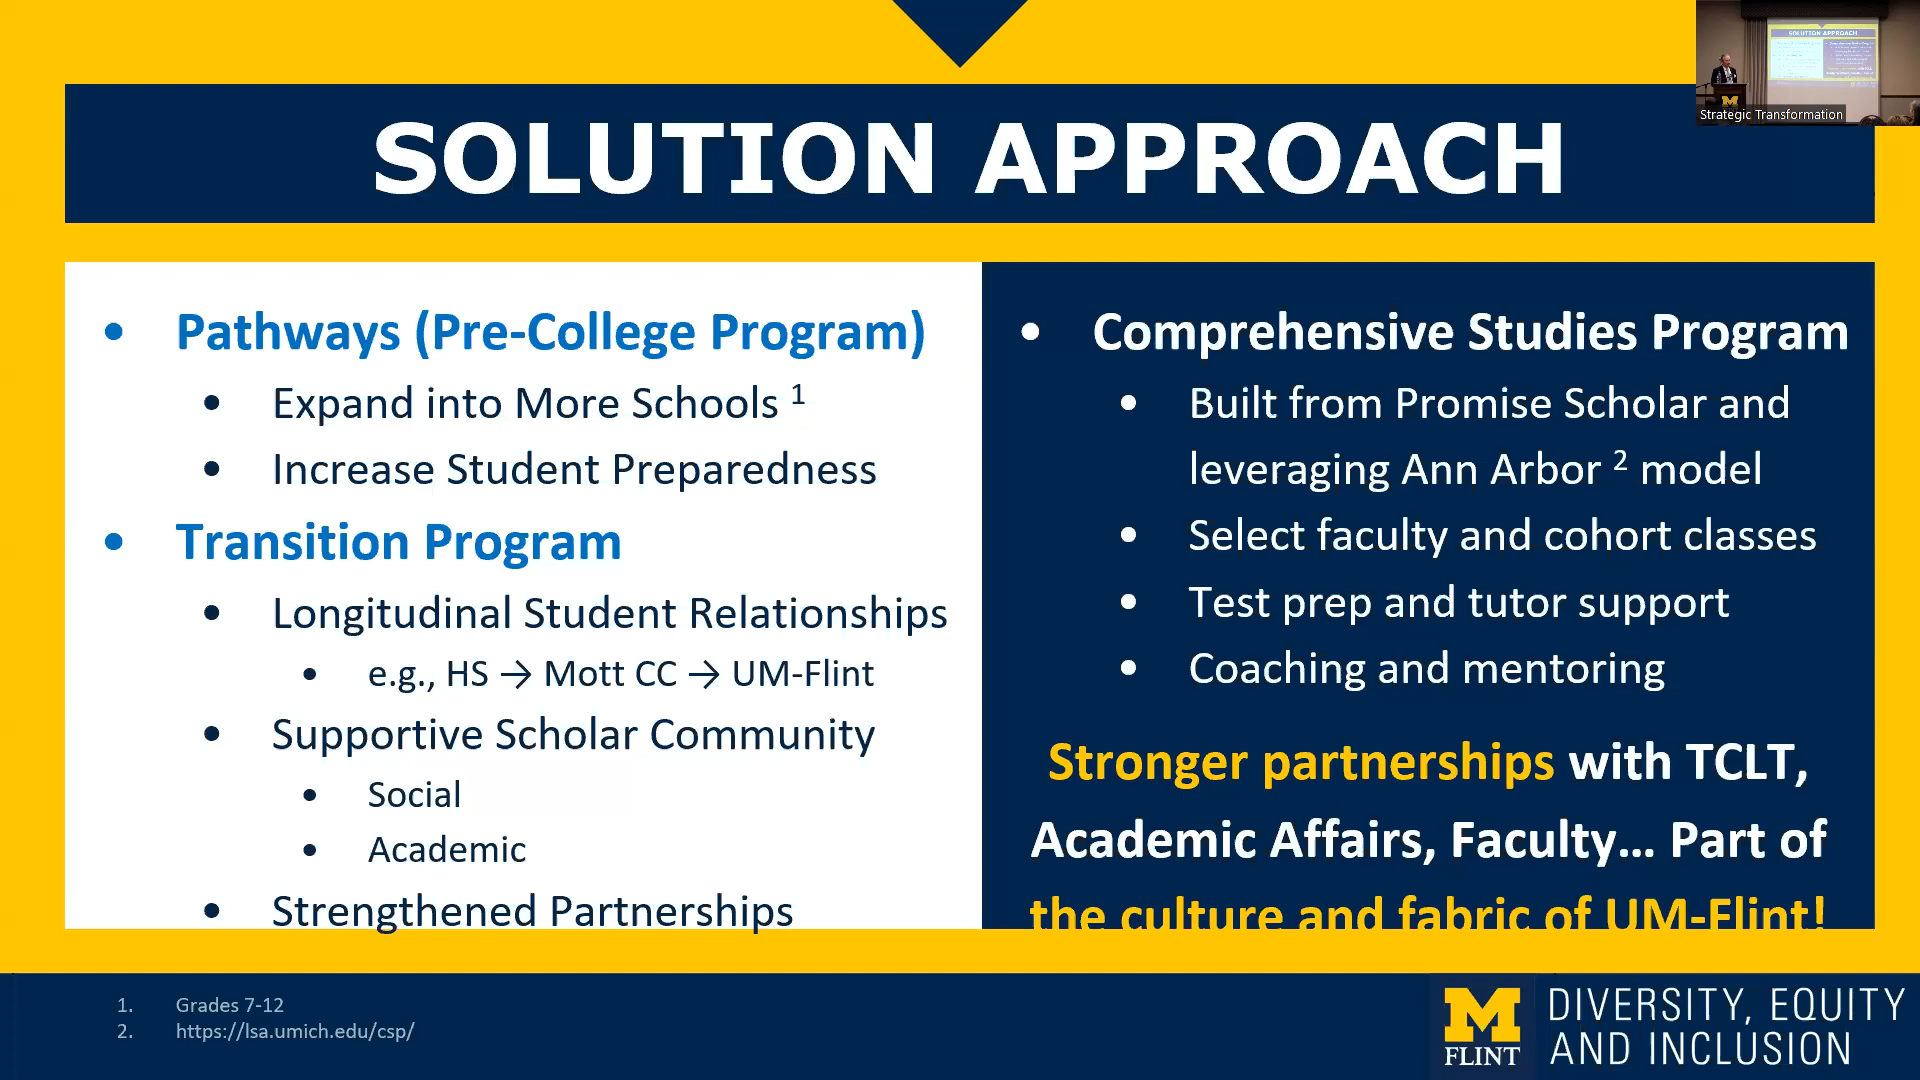 SOLUTION APPROACH
Strategic Transformation
• Pathways (Pre-College Program)
• Expand into More Schools 1
• Increase Student Preparedness
• Transition Program
• Longitudinal Student Relationships
• e.g., HS → Mott CC → UM-Flint
• Supportive Scholar Community
• Social
• Academic
• Strengthened Partnerships
• Comprehensive Studies Program
• Built from Promise Scholar and
leveraging Ann Arbor 2 model
• Select faculty and cohort classes
• Test prep and tutor support
• Coaching and mentoring
Stronger partnerships with TCLT,
Academic Affairs, Faculty... Part of
the culture and fabric of UM-Flint!
1. Grades 7-12
2. https://lsa.umich.edu/csp/
M
FLINT
DIVERSITY, EQUITY
AND INCLUSION